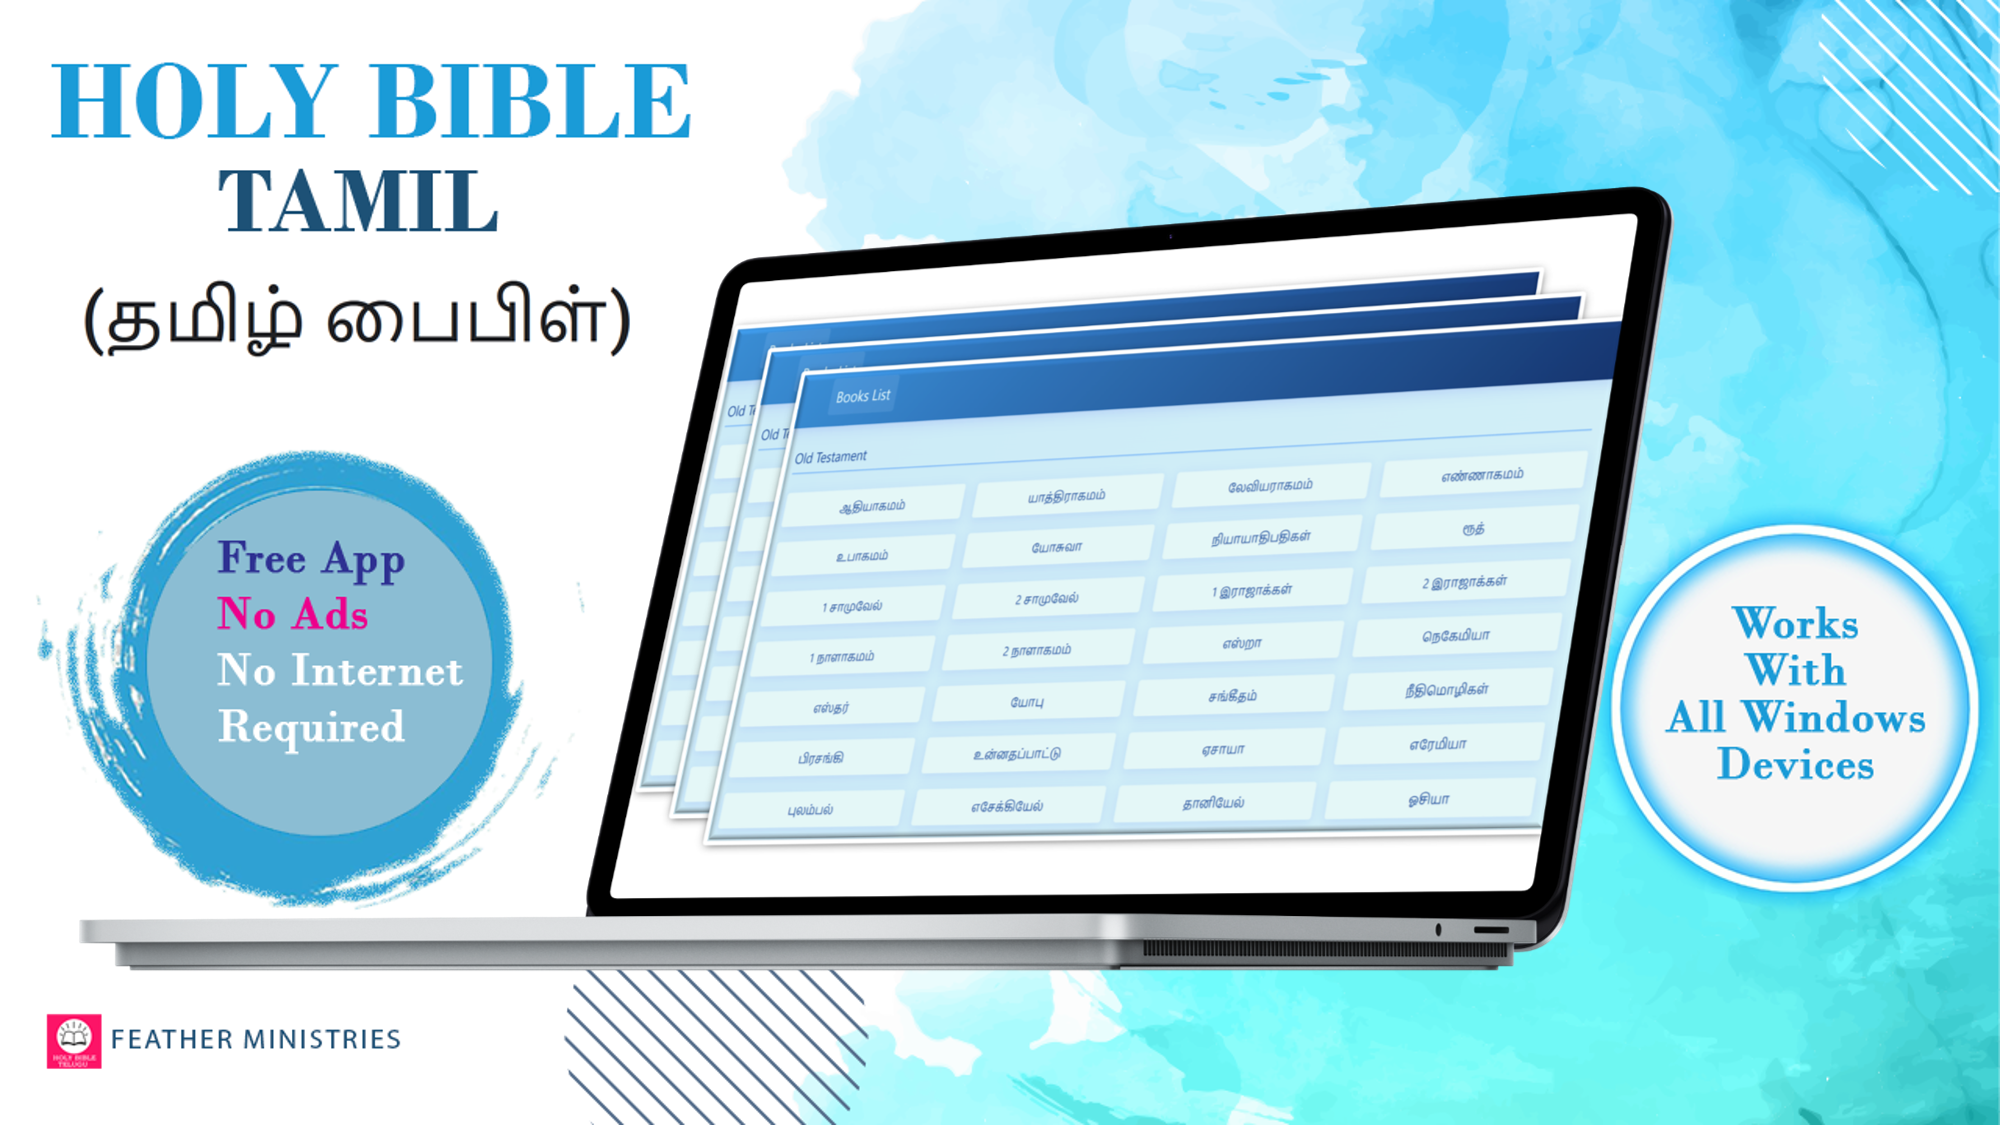 HOLY BIBLE
TAMIL
(தமிழ் பைபிள்)
Free App
No Ads
No Internet
Required
Books List
Old Testament
ஆதியாகமம் யாத்திராகமம் லேவியராகமம் எண்ணாகமம்
உபாகமம் யோசுவா நியாயாதிபதிகள் ரூத்
1 சாமுவேல் 2 சாமுவேல் 1 இராஜாக்கள் 2 இராஜாக்கள்
1 நாளாகமம் 2 நாளாகமம் எஸ்றா நெகேமியா
எஸ்தர் யோபு சங்கீதம் நீதிமொழிகள்
பிரசங்கி உன்னதப்பாட்டு ஏசாயா எரேமியா
புலம்பல் எசேக்கியேல் தானியேல் ஓசியா
Works
With
All Windows
Devices
HOLY BIBLE
TELUGU
FEATHER MINISTRIES